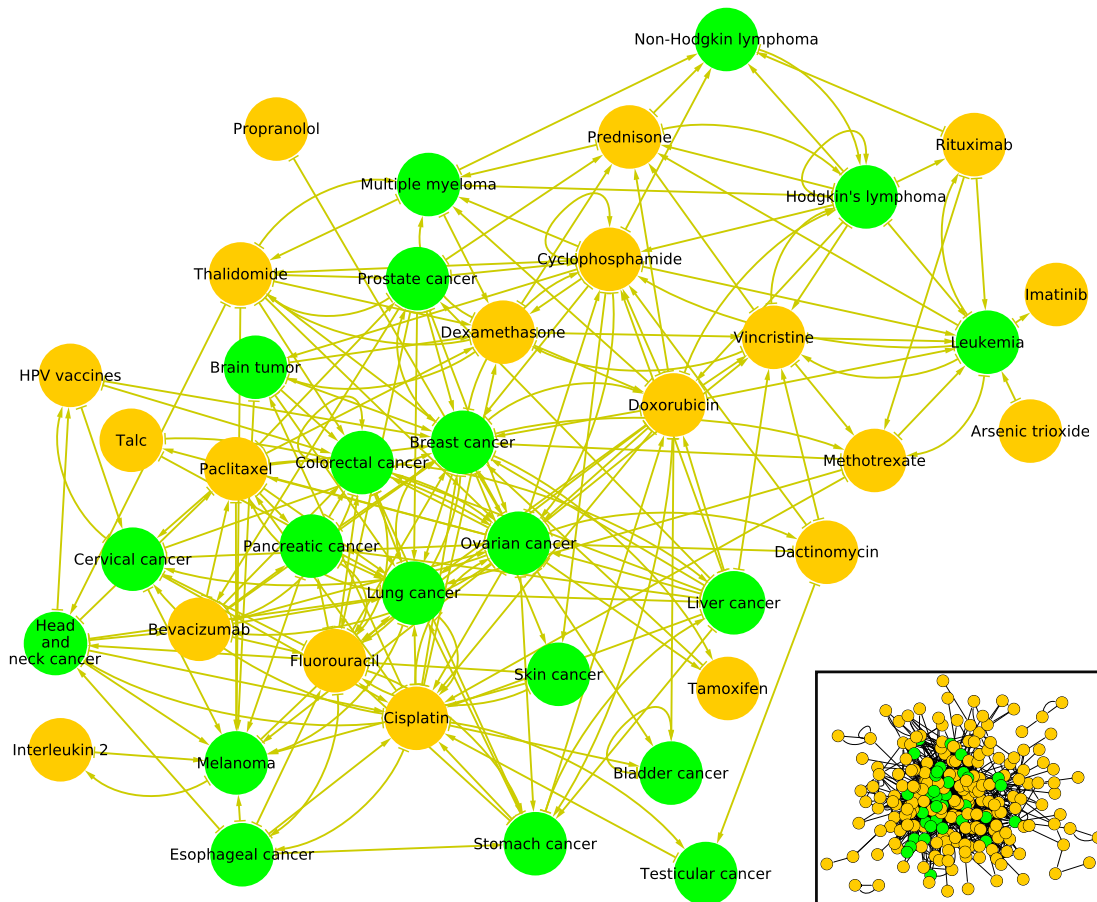 Non-Hodgkin lymphoma
Propranolol
Prednisone
Rituximab
Multiple myeloma
Hodgkin's lymphoma
Cyclophosphamide
Thalidomide
Prostate cancer
Imatinib
Dexamethasone
Vincristine
Leukemia
Brain tumor
HPV vaccines
Doxorubicin
Talc
Breast cancer
Arsenic trioxide
Paclitaxel
Colorectal cancer
Methotrexate
Cervical cancer
Pancreatic cancer
Ovarian cancer
Dactinomycin
Lung cancer
Liver cancer
Head
and
neck cancer
Bevacizumab
Fluorouracil
Skin cancer
Tamoxifen
Cisplatin
Interleukin 2
Melanoma
Bladder cancer
Esophageal cancer
Stomach cancer
Testicular cancer